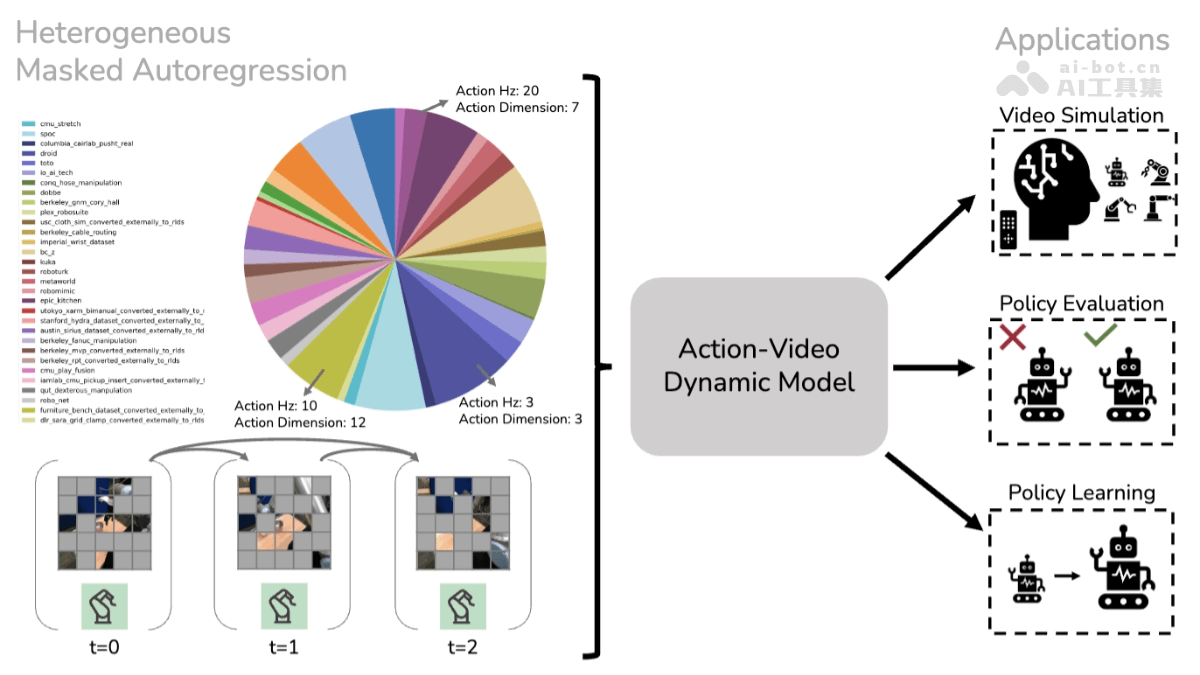 Heterogeneous
Masked Autoregression
cmu_stretch
spoc
columbia_cairlab_pusht_real
droid
toto
io_ai_tech
conq_hose_manipulation
dobbe
berkeley_gnm_cory_hall
plex_robosuite
usc_cloth_sim_converted_externally_to_rlds
berkeley_cable_routing
imperial_wrist_dataset
bc_z
kuka
roboturk
metaworld
robomimic
epic_kitchen
utokyo_xarm_bimanual_converted_externally_to_
stanford_hydra_dataset_converted_externally_to_
austin_sirius_dataset_converted_externally_to_rld
berkeley_fanuc_manipulation
berkeley_mvp_converted_externally_to_rlds
berkeley_rpt_converted_externally_to_rlds
cmu_play_fusion
iamlab_cmu_pickup_insert_converted_externally_
qut_dexterous_manpulation
robo_net
furniture_bench_dataset_converted_externally_to_
dlr_sara_grid_clamp_converted_externally_to_rlds
Action Hz: 20
Action Dimension: 7
Action Hz: 10
Action Dimension: 12
Action Hz: 3
Action Dimension: 3
t=0
t=1
t=2
Action-Video
Dynamic Model
Applications
ai-bot.cn
AI工具集
Video Simulation
Policy Evaluation
Policy Learning